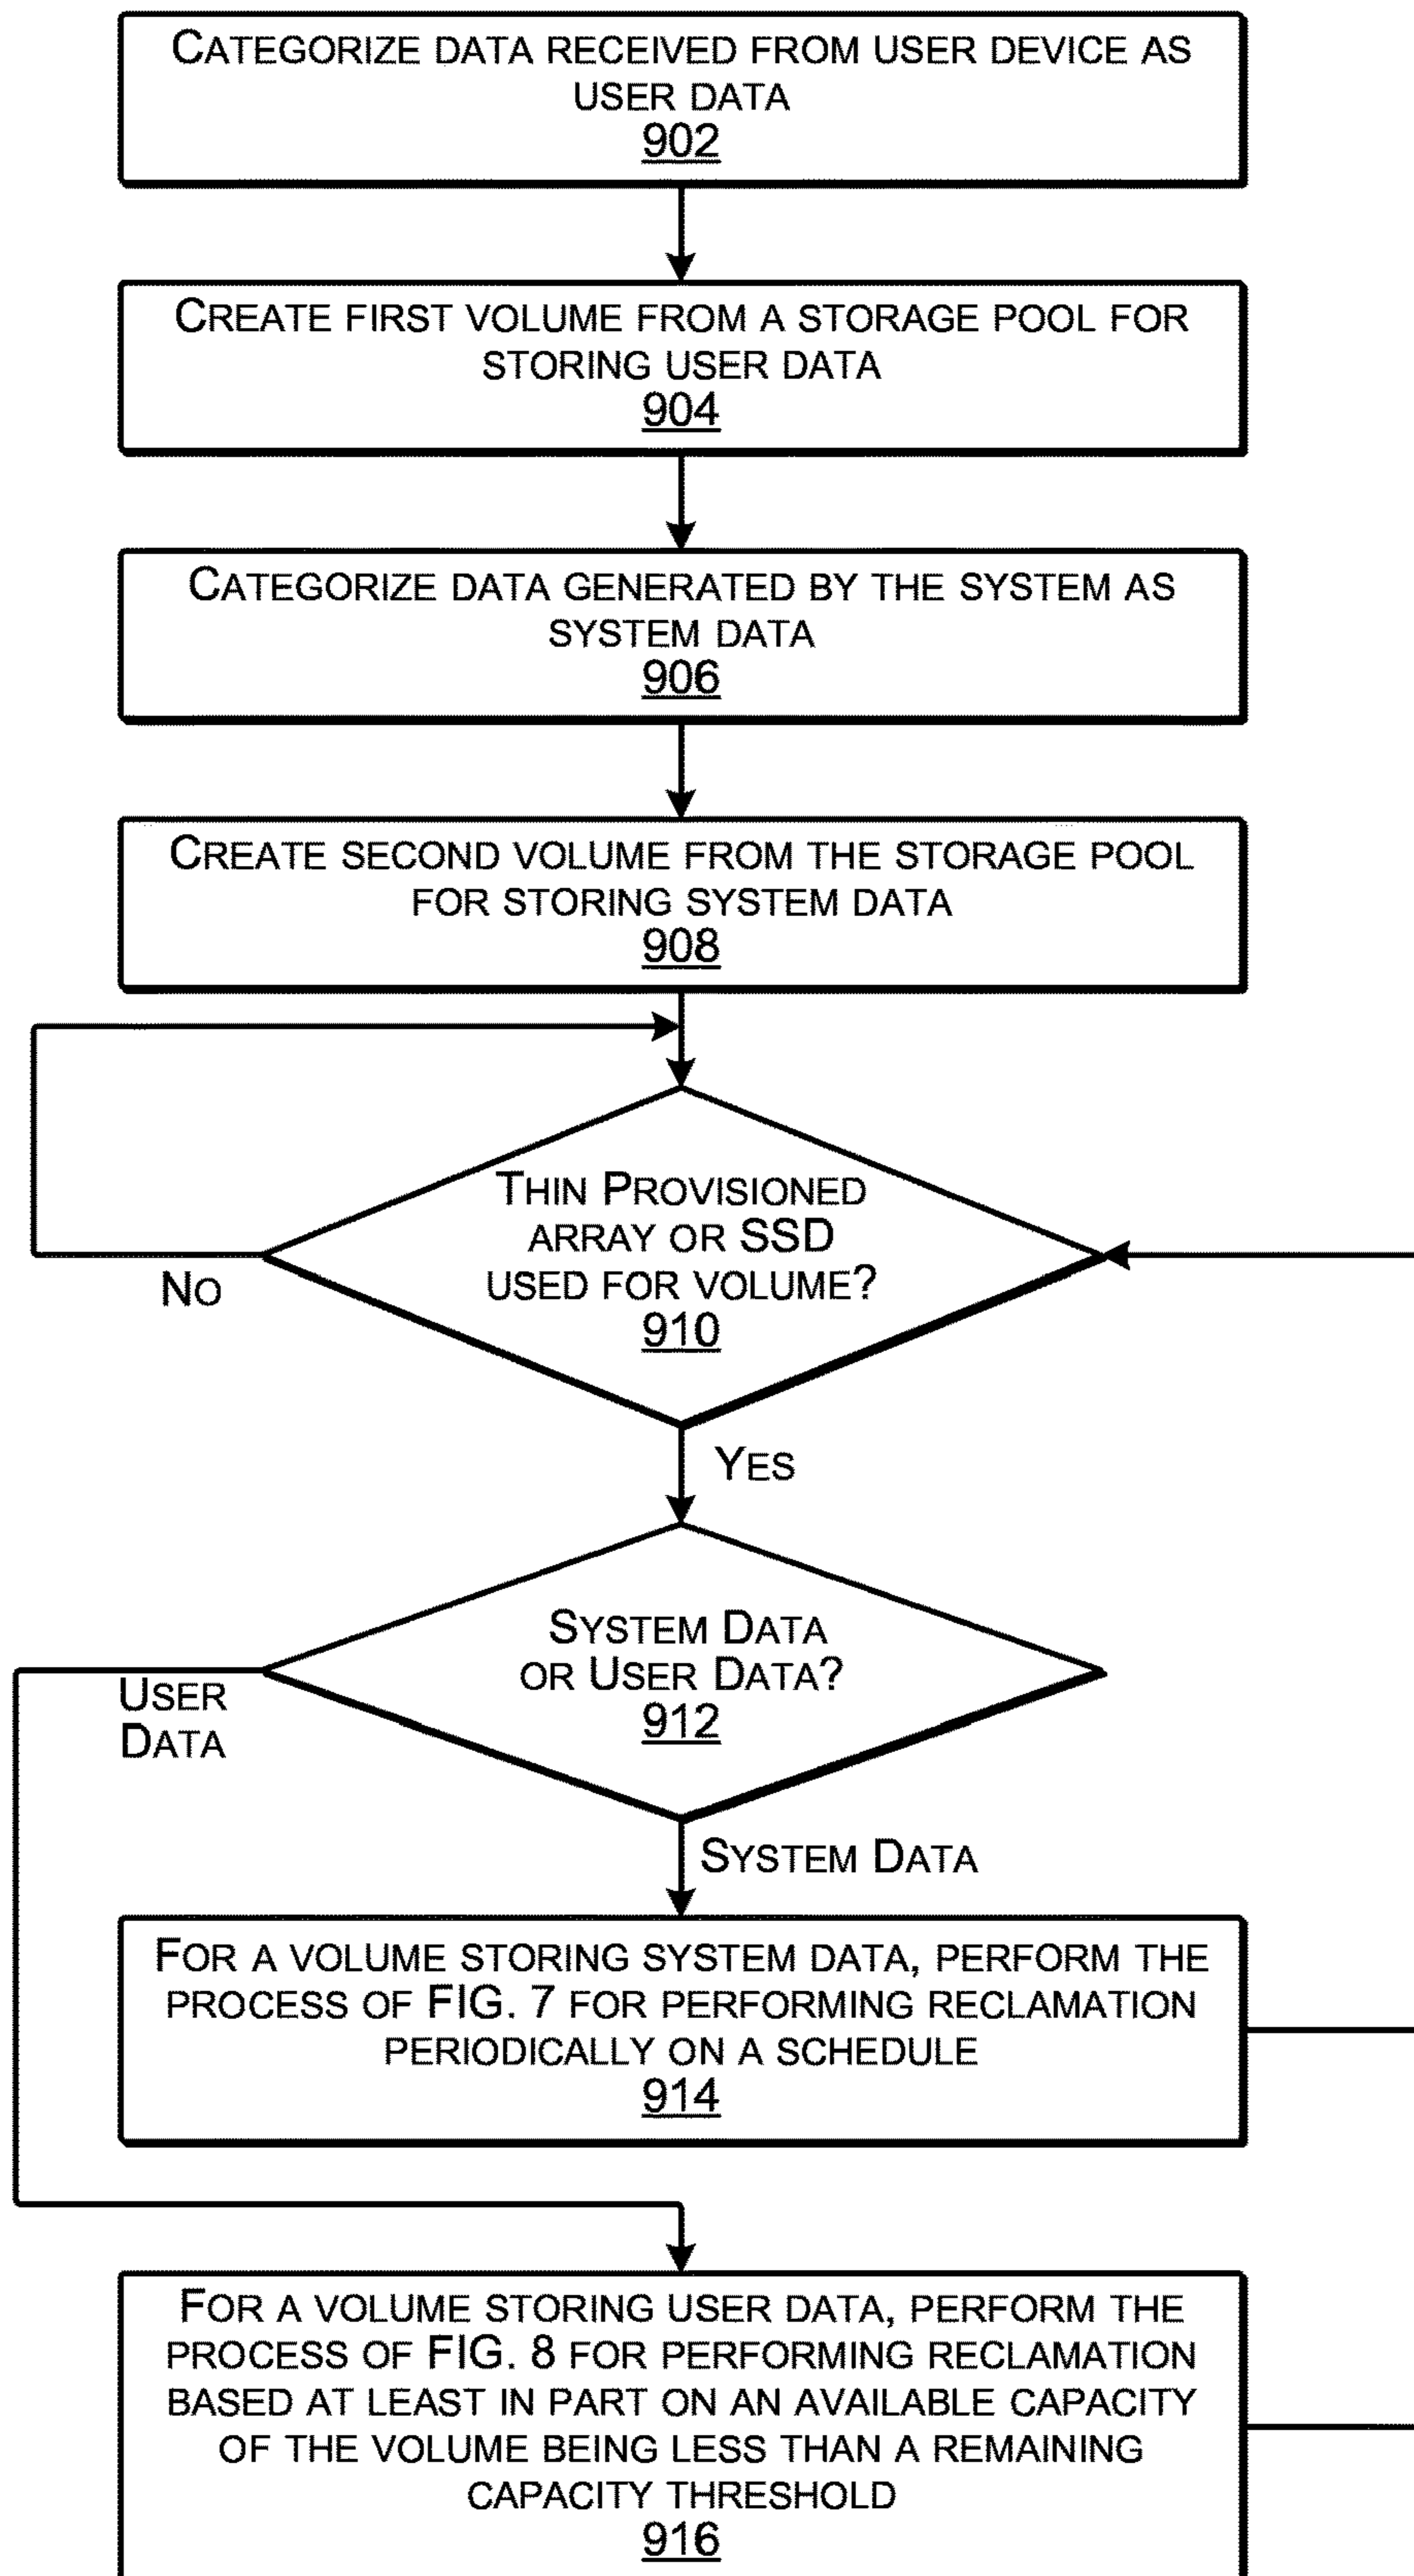 CATEGORIZE DATA RECEIVED FROM USER DEVICE AS
USER DATA
902
CREATE FIRST VOLUME FROM A STORAGE POOL FOR
STORING USER DATA
904
CATEGORIZE DATA GENERATED BY THE SYSTEM AS
SYSTEM DATA
906
CREATE SECOND VOLUME FROM THE STORAGE POOL
FOR STORING SYSTEM DATA
908
THIN PROVISIONED
ARRAY OR SSD
USED FOR VOLUME?
910
NO
YES
SYSTEM DATA
OR USER DATA?
912
USER
DATA
SYSTEM DATA
FOR A VOLUME STORING SYSTEM DATA, PERFORM THE
PROCESS OF FIG. 7 FOR PERFORMING RECLAMATION
PERIODICALLY ON A SCHEDULE
914
FOR A VOLUME STORING USER DATA, PERFORM THE
PROCESS OF FIG. 8 FOR PERFORMING RECLAMATION
BASED AT LEAST IN PART ON AN AVAILABLE CAPACITY
OF THE VOLUME BEING LESS THAN A REMAINING
CAPACITY THRESHOLD
916